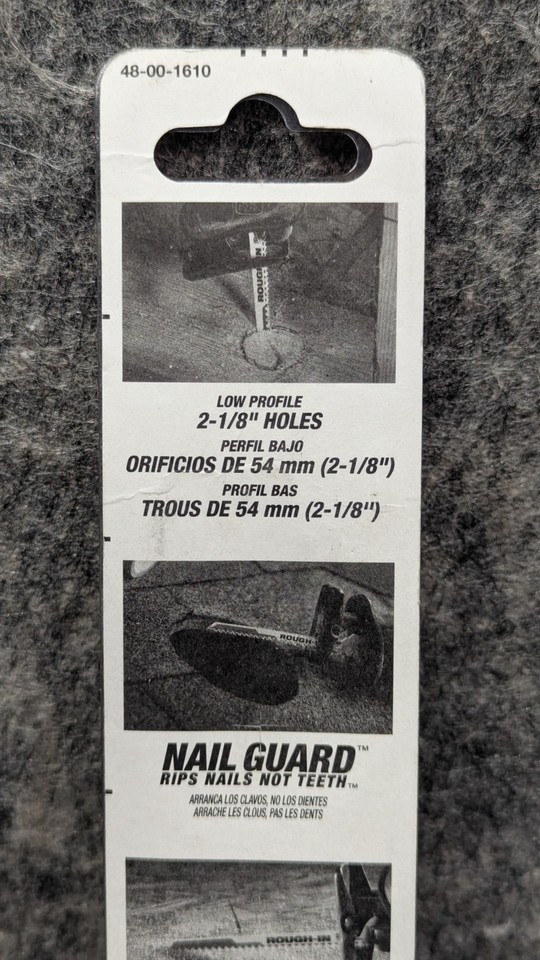 48-00-1610
ROUGH-IN
LOW PROFILE
2-1/8" HOLES
PERFIL BAJO
ORIFICIOS DE 54 mm (2-1/8")
PROFIL BAS
TROUS DE 54 mm (2-1/8")
ROUGH-
NAIL GUARD™
RIPS NAILS NOT TEETH™
ARRANCA LOS CLAVOS, NO LOS DIENTES
ARRACHE LES CLOUS, PAS LES DENTS
ROUGH-IN